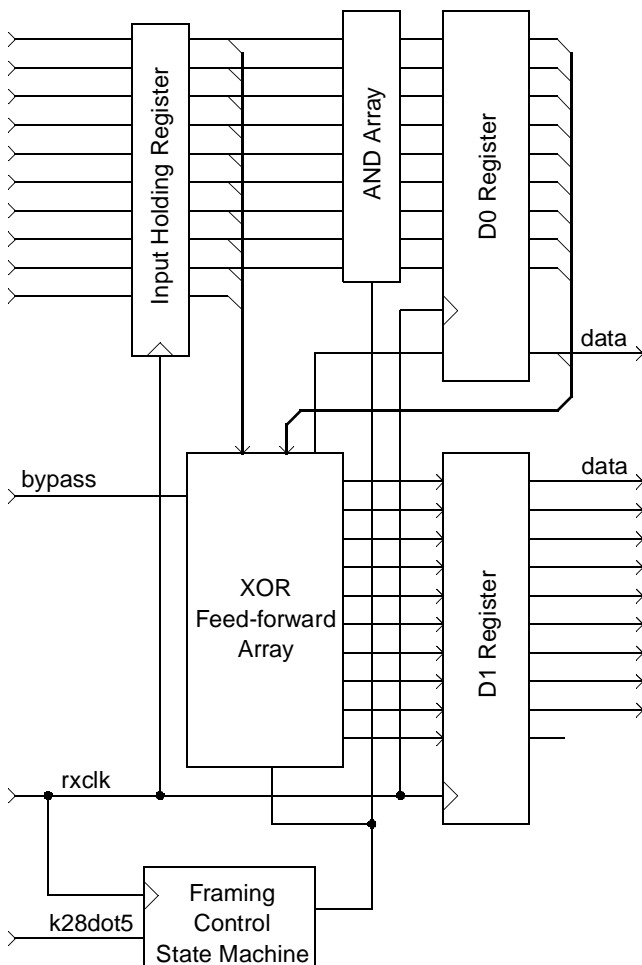 Input Holding Register
AND Array
D0 Register
data
bypass
data
XOR
Feed-forward
Array
D1 Register
rxclk
k28dot5
Framing
Control
State Machine